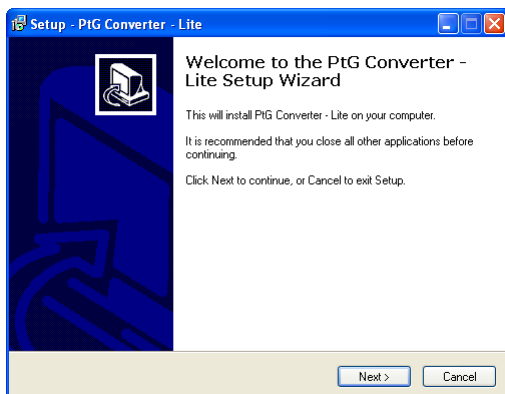 Setup - PtG Converter - Lite
Welcome to the PtG Converter -
Lite Setup Wizard
This will install PtG Converter - Lite on your computer.
It is recommended that you close all other applications before
continuing.
Click Next to continue, or Cancel to exit Setup.
Next >
Cancel